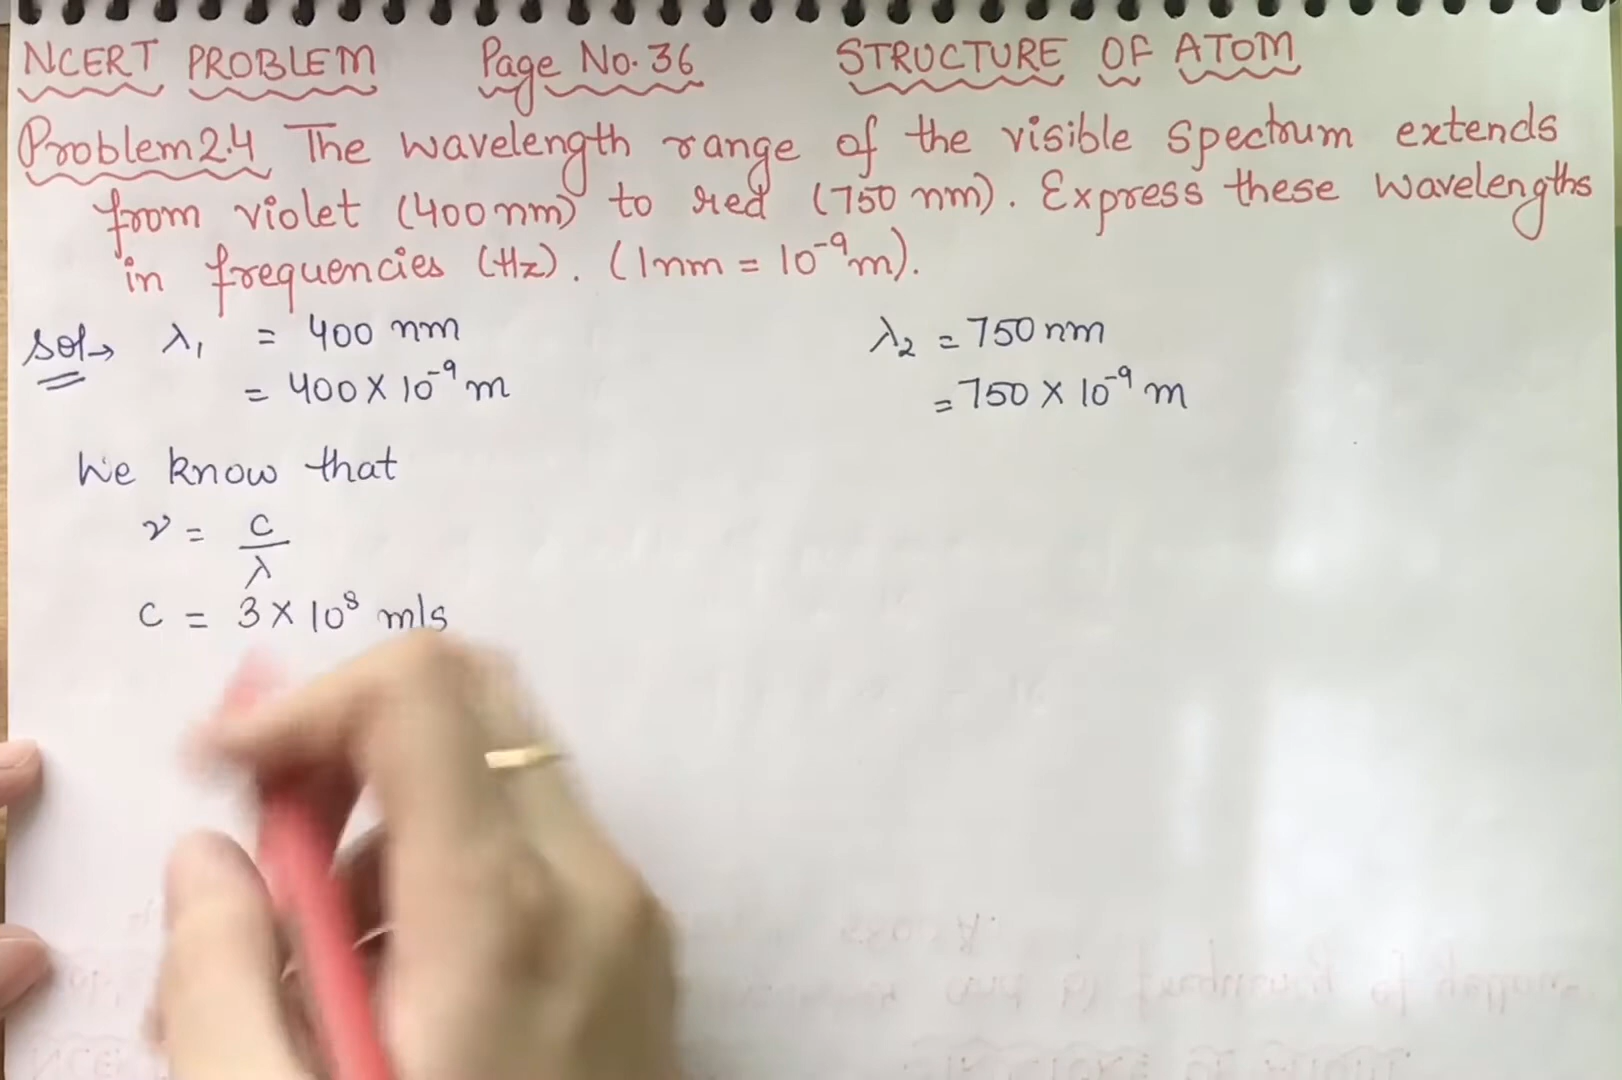 NCERT PROBLEM Page No. 36 STRUCTURE OF ATOM
Problem 2.4 The wavelength range of the visible spectrum extends
from violet (400 nm) to red (750 nm). Express these wavelengths
in frequencies (Hz). (1nm = 10⁻⁹m).
Sol→ λ₁ = 400 nm λ₂ = 750 nm
= 400 × 10⁻⁹ m = 750 × 10⁻⁹ m
We know that
ν = c/λ
c = 3 × 10⁸ m/s